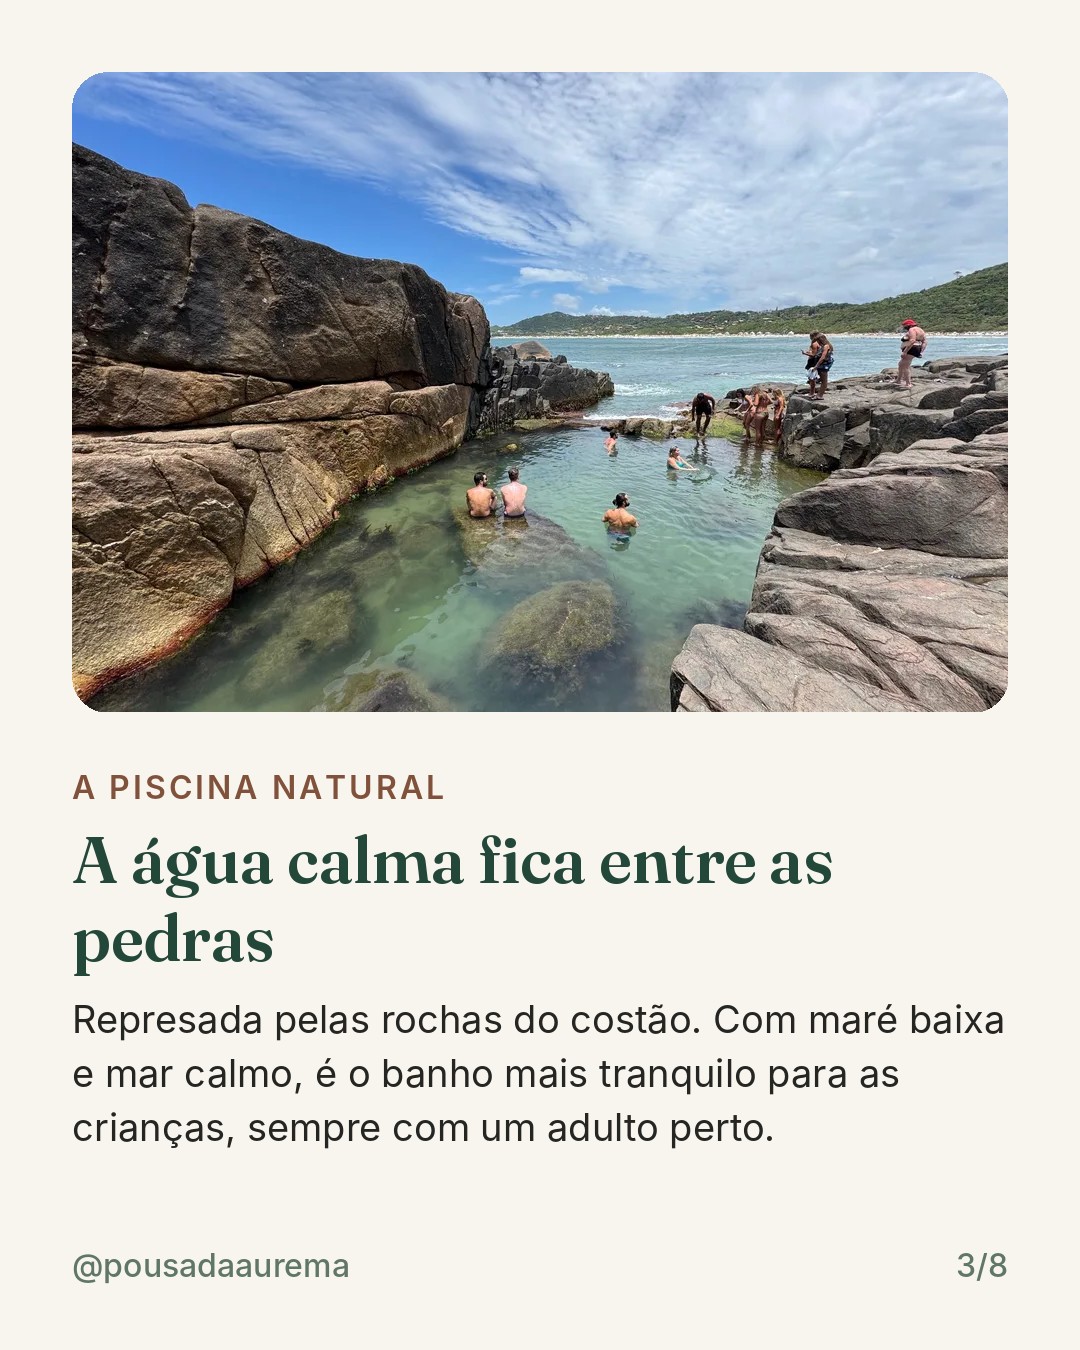 A PISCINA NATURAL
A água calma fica entre as
pedras
Represada pelas rochas do costão. Com maré baixa
e mar calmo, é o banho mais tranquilo para as
crianças, sempre com um adulto perto.
@pousadaaurema
3/8